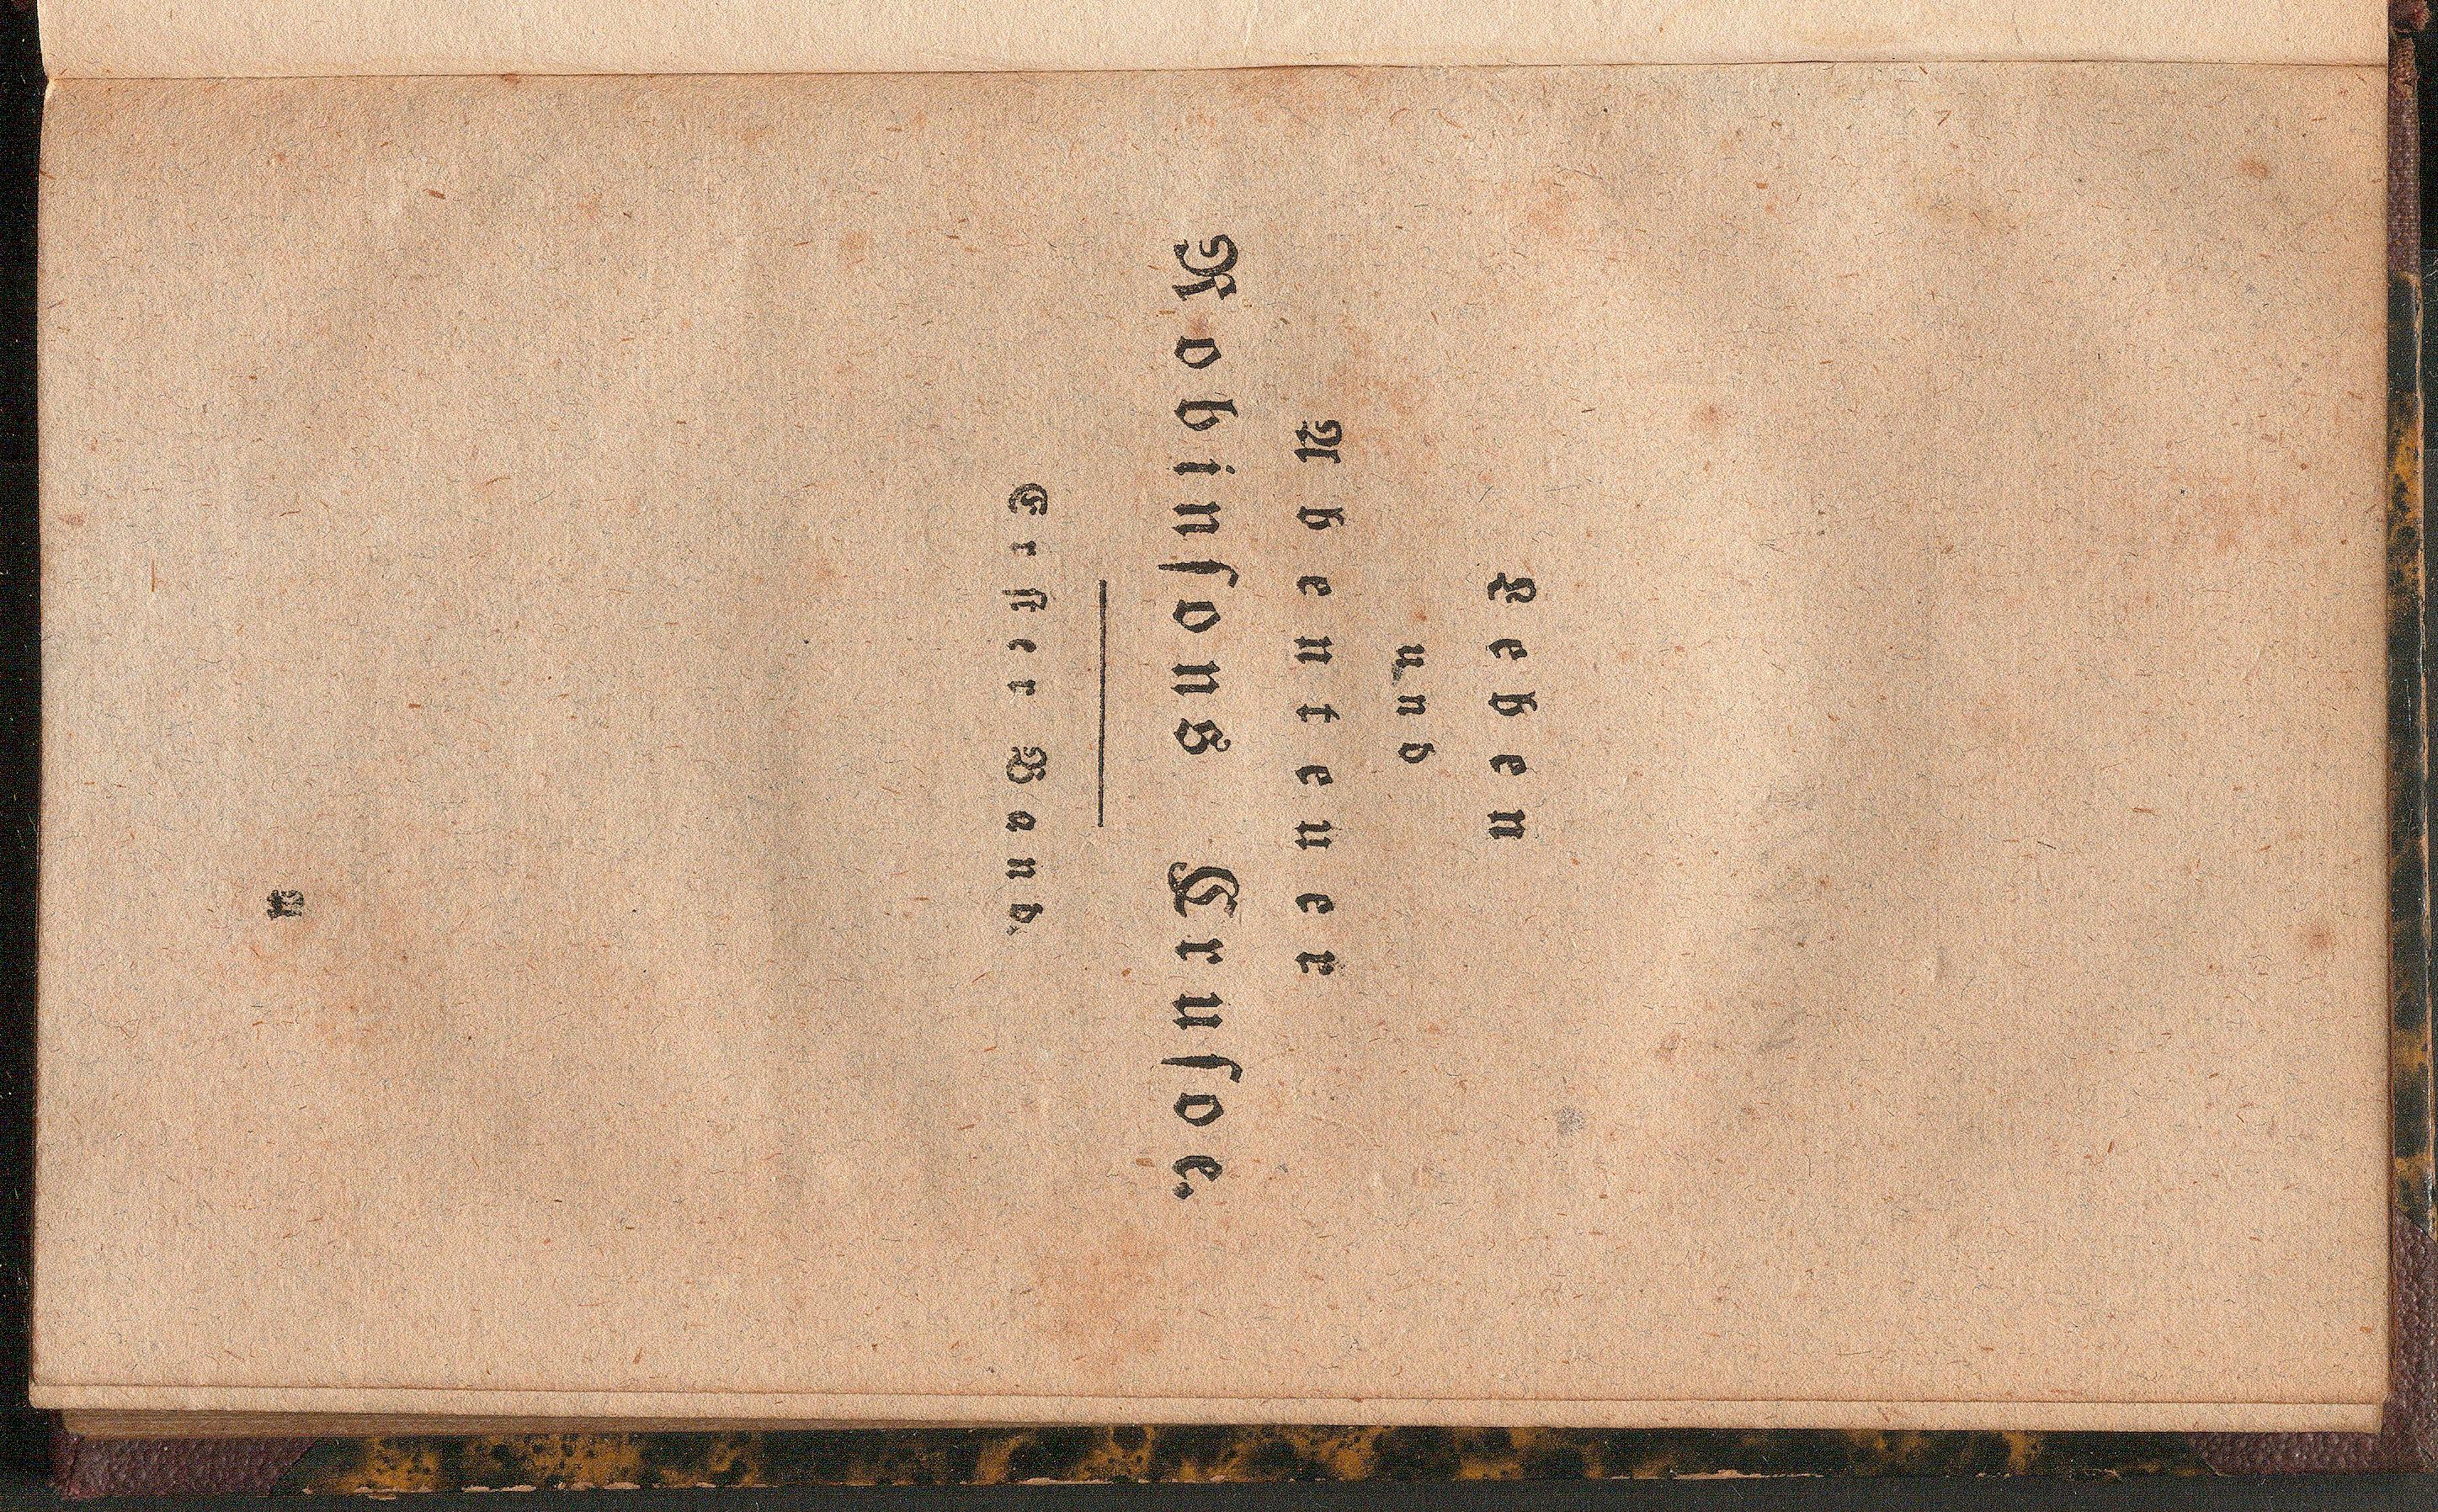 Leben
und
Abenteuer
Robinſons Cruſoe.
Erſter Band.
A